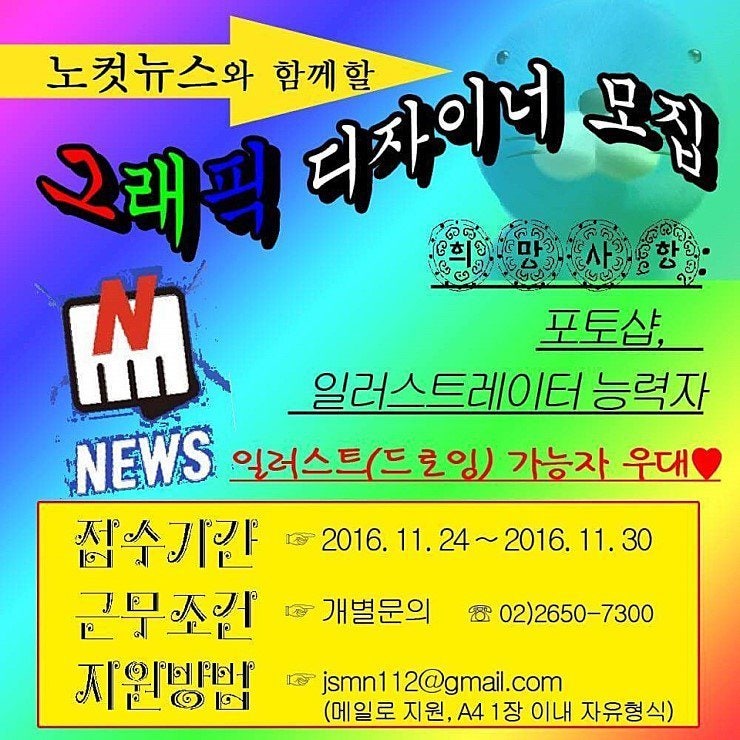 노컷뉴스와 함께할
그래픽 디자이너 모집
희망사항:
포토샵,
일러스트레이터 능력자
일러스트(드로잉) 가능자 우대♥
N
NEWS
접수기간 ☞ 2016. 11. 24 ~ 2016. 11. 30
근무조건 ☞ 개별문의 ☏ 02)2650-7300
지원방법 ☞ jsmn112@gmail.com
(메일로 지원, A4 1장 이내 자유형식)